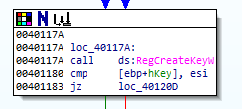 0040117A
0040117A loc_40117A:
0040117A call ds:RegCreateKeyW
00401180 cmp [ebp+hKey], esi
00401183 jz loc_40120D